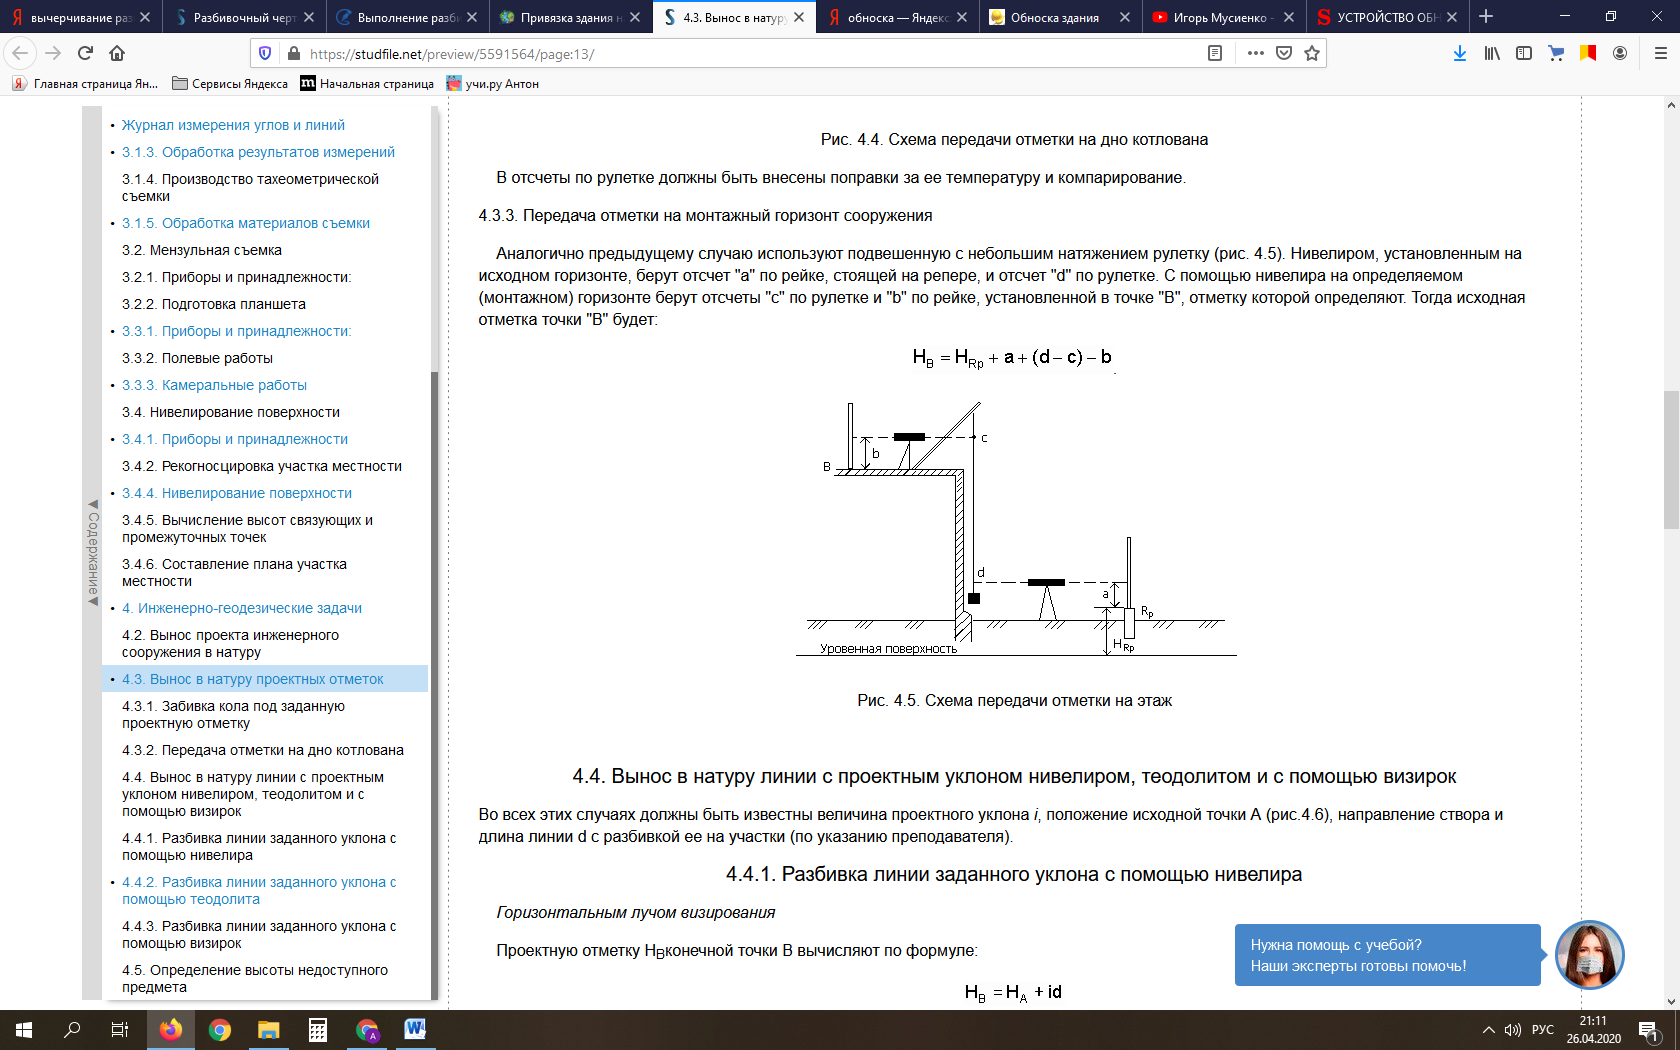 вычерчивание раз
Разбивочный черт
Выполнение разби
Привязка здания н
4.3. Вынос в натуру
обноска — Яндекс
Обноска здания
Игорь Мусиенко -
УСТРОЙСТВО ОБН
https://studfile.net/preview/5591564/page:13/
Главная страница Ян...
Сервисы Яндекса
Начальная страница
учи.ру Антон
Содержание
Журнал измерения углов и линий
3.1.3. Обработка результатов измерений
3.1.4. Производство тахеометрической
съемки
3.1.5. Обработка материалов съемки
3.2. Мензульная съемка
3.2.1. Приборы и принадлежности:
3.2.2. Подготовка планшета
3.3.1. Приборы и принадлежности:
3.3.2. Полевые работы
3.3.3. Камеральные работы
3.4. Нивелирование поверхности
3.4.1. Приборы и принадлежности
3.4.2. Рекогносцировка участка местности
3.4.4. Нивелирование поверхности
3.4.5. Вычисление высот связующих и
промежуточных точек
3.4.6. Составление плана участка
местности
4. Инженерно-геодезические задачи
4.2. Вынос проекта инженерного
сооружения в натуру
4.3. Вынос в натуру проектных отметок
4.3.1. Забивка кола под заданную
проектную отметку
4.3.2. Передача отметки на дно котлована
4.4. Вынос в натуру линии с проектным
уклоном нивелиром, теодолитом и с
помощью визирок
4.4.1. Разбивка линии заданного уклона с
помощью нивелира
4.4.2. Разбивка линии заданного уклона с
помощью теодолита
4.4.3. Разбивка линии заданного уклона с
помощью визирок
4.5. Определение высоты недоступного
предмета
Рис. 4.4. Схема передачи отметки на дно котлована
В отсчеты по рулетке должны быть внесены поправки за ее температуру и компарирование.
4.3.3. Передача отметки на монтажный горизонт сооружения
Аналогично предыдущему случаю используют подвешенную с небольшим натяжением рулетку (рис. 4.5). Нивелиром, установленным на
исходном горизонте, берут отсчет "а" по рейке, стоящей на репере, и отсчет "d" по рулетке. С помощью нивелира на определяемом
(монтажном) горизонте берут отсчеты "с" по рулетке и "b" по рейке, установленной в точке "В", отметку которой определяют. Тогда исходная
отметка точки "В" будет:
H_B = H_Rp + a + (d – c) – b
c
b
B
d
a
Rp
H Rp
Уровенная поверхность
Рис. 4.5. Схема передачи отметки на этаж
4.4. Вынос в натуру линии с проектным уклоном нивелиром, теодолитом и с помощью визирок
Во всех этих случаях должны быть известны величина проектного уклона i, положение исходной точки А (рис.4.6), направление створа и
длина линии d с разбивкой ее на участки (по указанию преподавателя).
4.4.1. Разбивка линии заданного уклона с помощью нивелира
Горизонтальным лучом визирования
Проектную отметку HBконечной точки В вычисляют по формуле:
H_B = H_A + id
Нужна помощь с учебой?
Наши эксперты готовы помочь!
РУС
21:11
26.04.2020
1